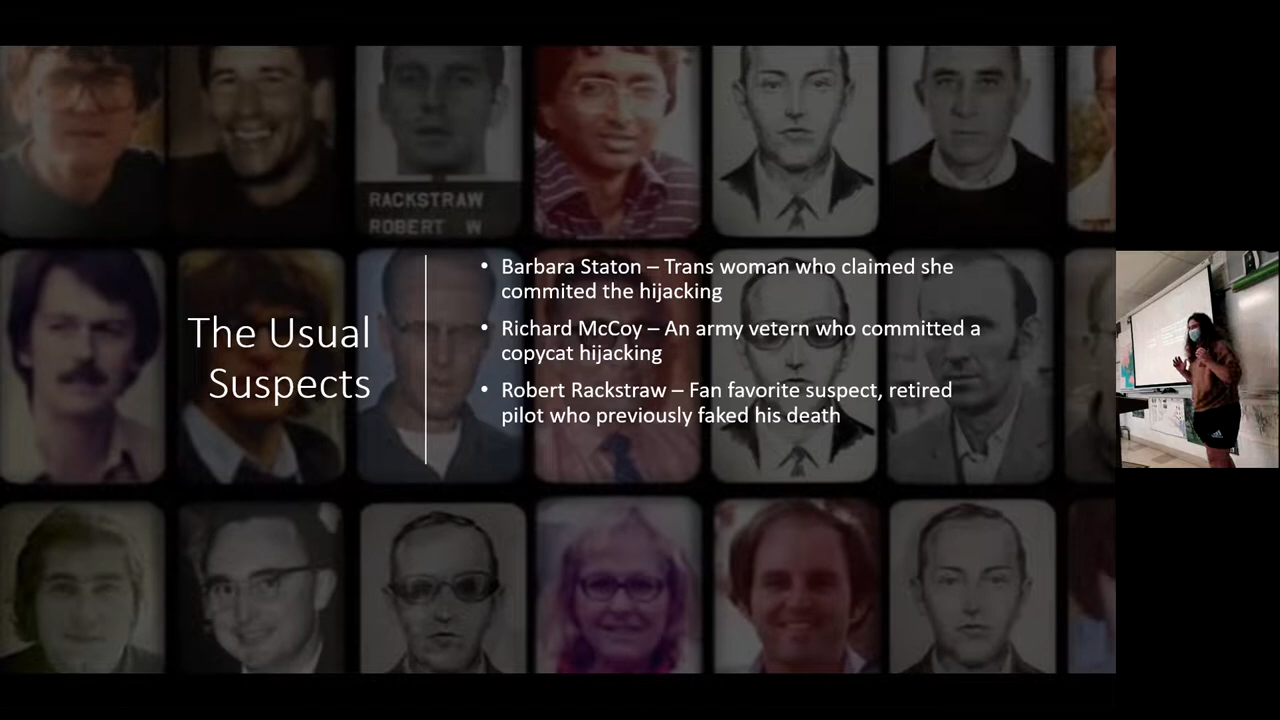 RACKSTRAW
ROBERT W
The Usual
Suspects
• Barbara Staton – Trans woman who claimed she
commited the hijacking
• Richard McCoy – An army vetern who committed a
copycat hijacking
• Robert Rackstraw – Fan favorite suspect, retired
pilot who previously faked his death